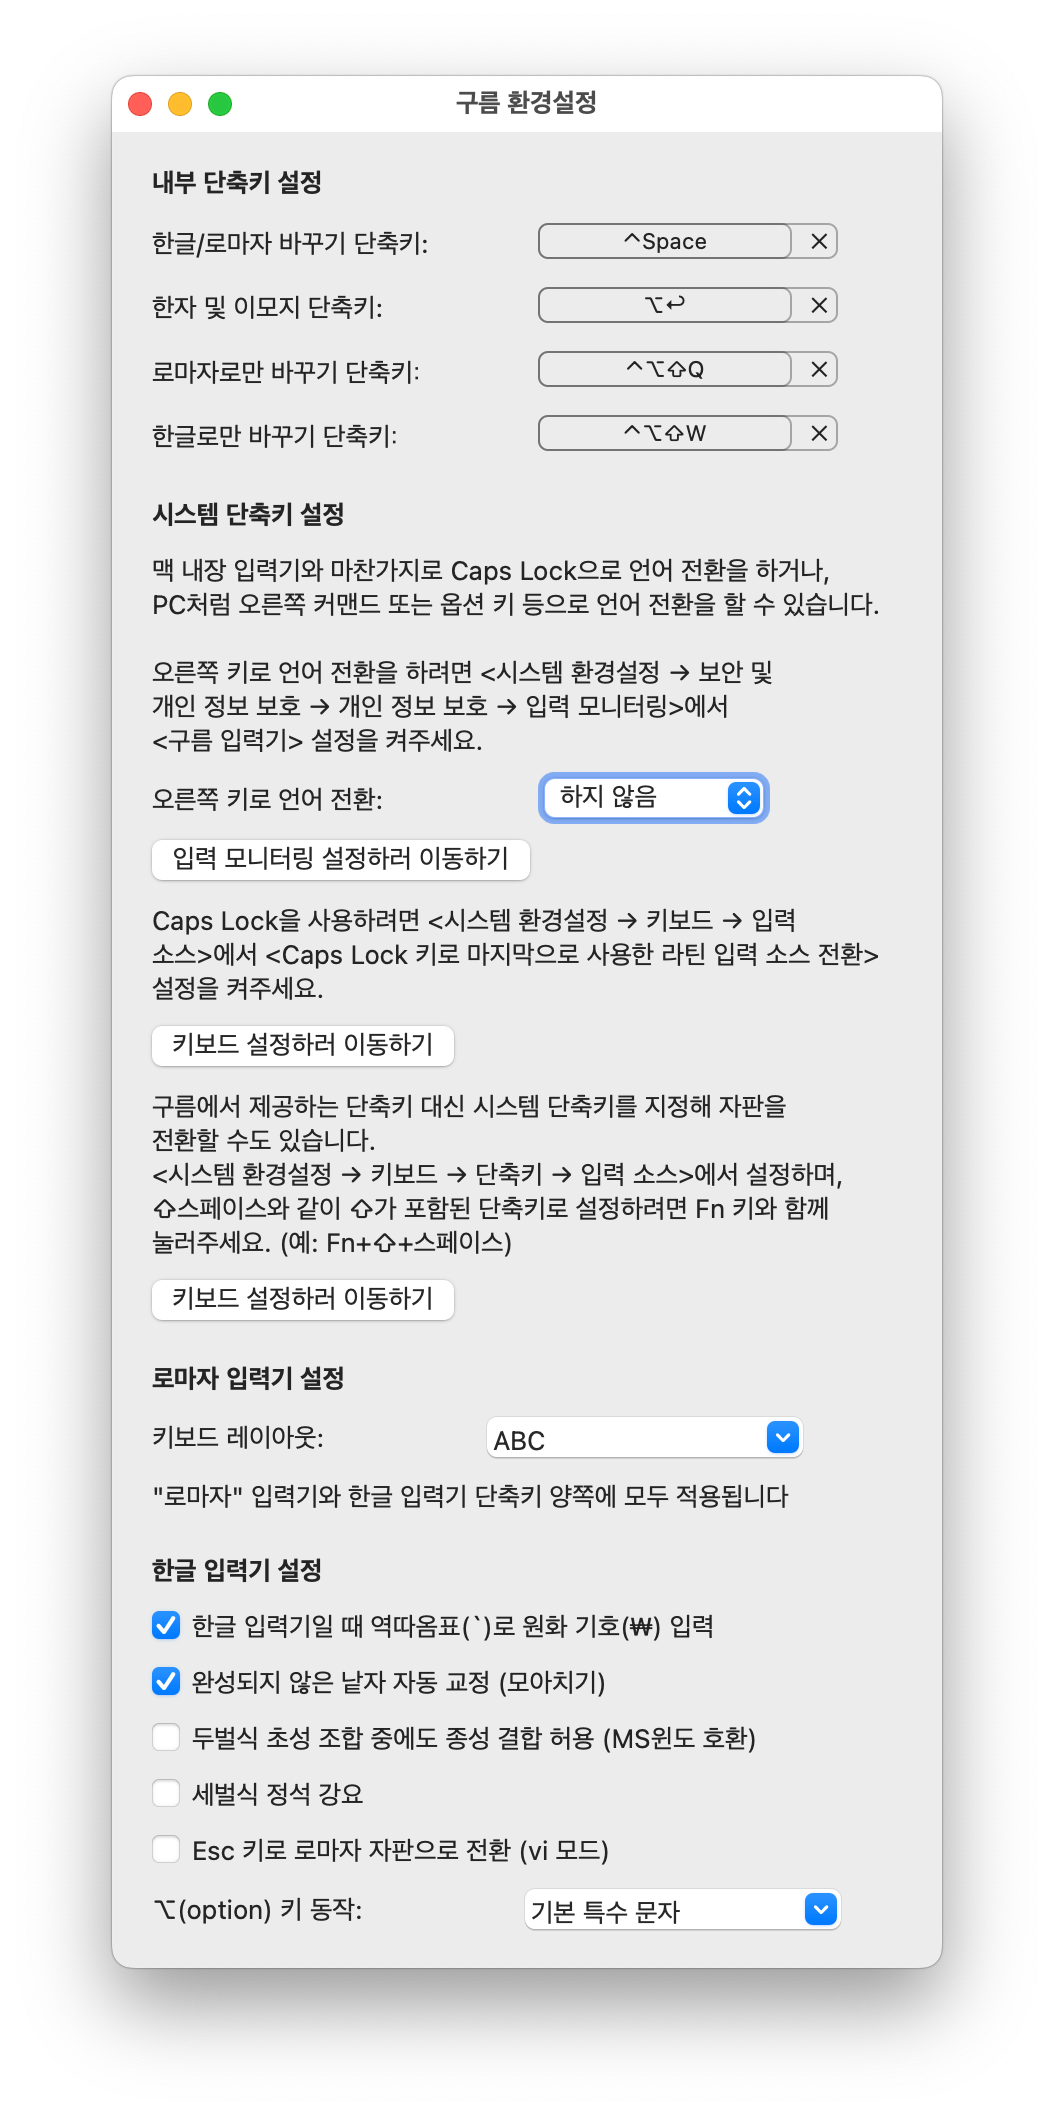 구름 환경설정
내부 단축키 설정
한글/로마자 바꾸기 단축키: ^Space ×
한자 및 이모지 단축키: ⌥↩ ×
로마자로만 바꾸기 단축키: ^⌥⇧Q ×
한글로만 바꾸기 단축키: ^⌥⇧W ×
시스템 단축키 설정
맥 내장 입력기와 마찬가지로 Caps Lock으로 언어 전환을 하거나,
PC처럼 오른쪽 커맨드 또는 옵션 키 등으로 언어 전환을 할 수 있습니다.
오른쪽 키로 언어 전환을 하려면 <시스템 환경설정 → 보안 및
개인 정보 보호 → 개인 정보 보호 → 입력 모니터링>에서
<구름 입력기> 설정을 켜주세요.
오른쪽 키로 언어 전환: 하지 않음
입력 모니터링 설정하러 이동하기
Caps Lock을 사용하려면 <시스템 환경설정 → 키보드 → 입력
소스>에서 <Caps Lock 키로 마지막으로 사용한 라틴 입력 소스 전환>
설정을 켜주세요.
키보드 설정하러 이동하기
구름에서 제공하는 단축키 대신 시스템 단축키를 지정해 자판을
전환할 수도 있습니다.
<시스템 환경설정 → 키보드 → 단축키 → 입력 소스>에서 설정하며,
⇧스페이스와 같이 ⇧가 포함된 단축키로 설정하려면 Fn 키와 함께
눌러주세요. (예: Fn+⇧+스페이스)
키보드 설정하러 이동하기
로마자 입력기 설정
키보드 레이아웃: ABC
"로마자" 입력기와 한글 입력기 단축키 양쪽에 모두 적용됩니다
한글 입력기 설정
한글 입력기일 때 역따옴표(`)로 원화 기호(₩) 입력
완성되지 않은 낱자 자동 교정 (모아치기)
두벌식 초성 조합 중에도 종성 결합 허용 (MS윈도 호환)
세벌식 정석 강요
Esc 키로 로마자 자판으로 전환 (vi 모드)
⌥(option) 키 동작: 기본 특수 문자